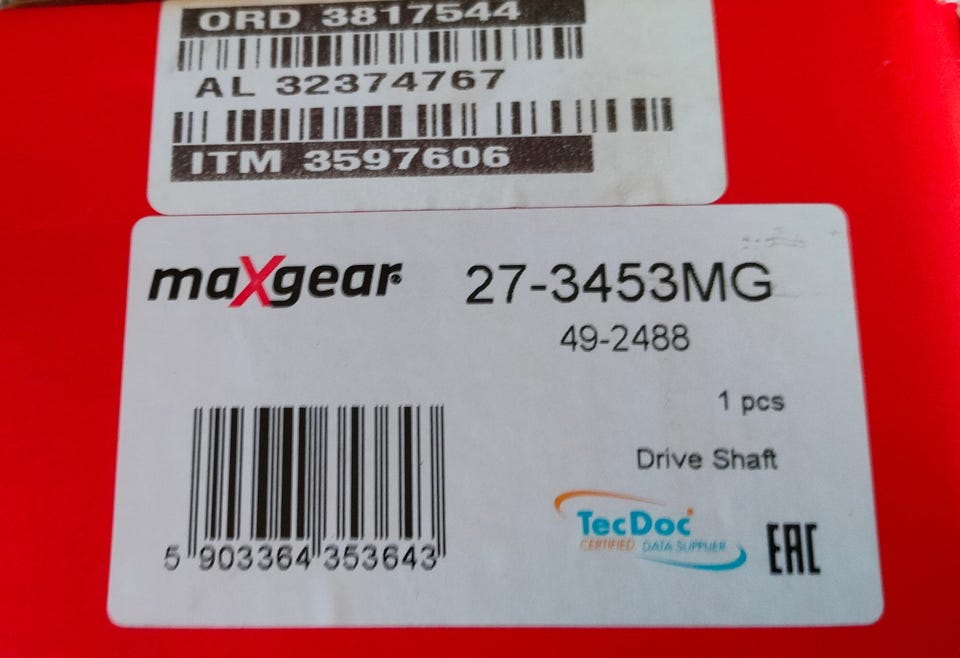 ORD 3817544
AL 32374767
ITM 3597606
maXgear®
27-3453MG
49-2488
1 pcs
Drive Shaft
5 903364 353643
TecDoc
CERTIFIED DATA SUPPLIER
EAC